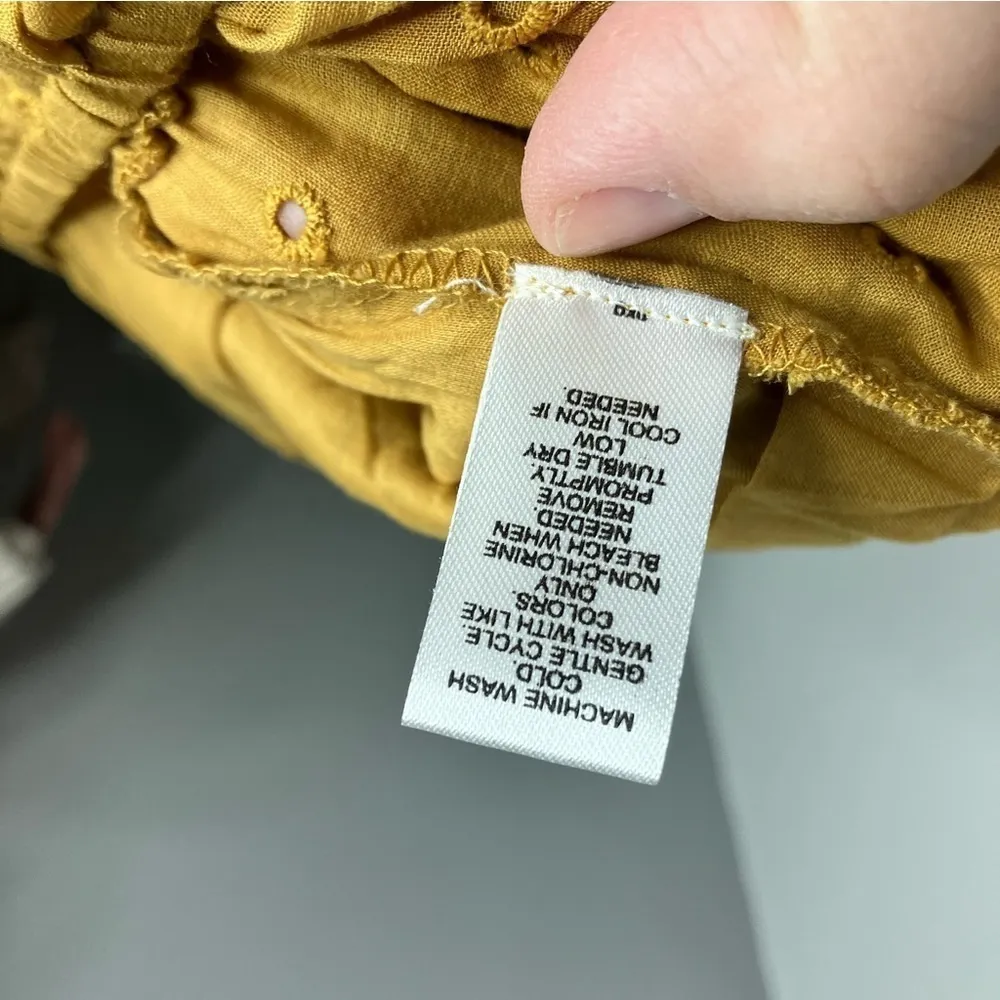 MACHINE WASH
COLD.
GENTLE CYCLE.
WASH WITH LIKE
COLORS.
ONLY
NON-CHLORINE
BLEACH WHEN
NEEDED.
REMOVE
PROMPTLY.
TUMBLE DRY
LOW
COOL IRON IF
NEEDED.